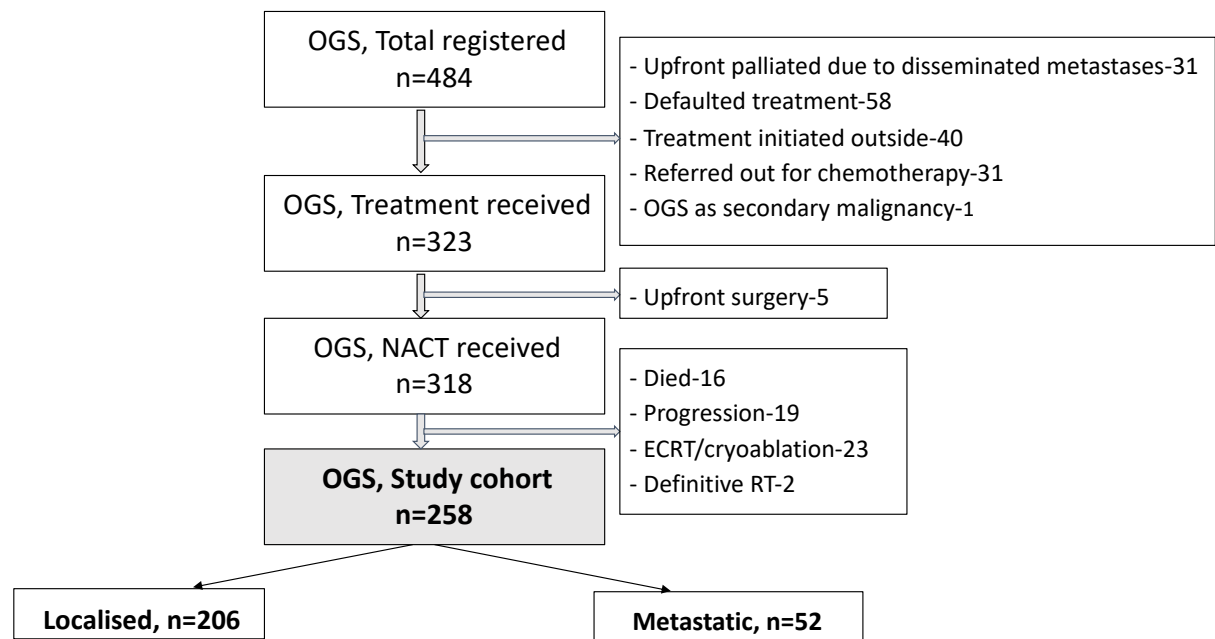 OGS, Total registered
n=484
- Upfront palliated due to disseminated metastases-31
- Defaulted treatment-58
- Treatment initiated outside-40
- Referred out for chemotherapy-31
- OGS as secondary malignancy-1
OGS, Treatment received
n=323
- Upfront surgery-5
OGS, NACT received
n=318
- Died-16
- Progression-19
- ECRT/cryoablation-23
- Definitive RT-2
OGS, Study cohort
n=258
Localised, n=206
Metastatic, n=52